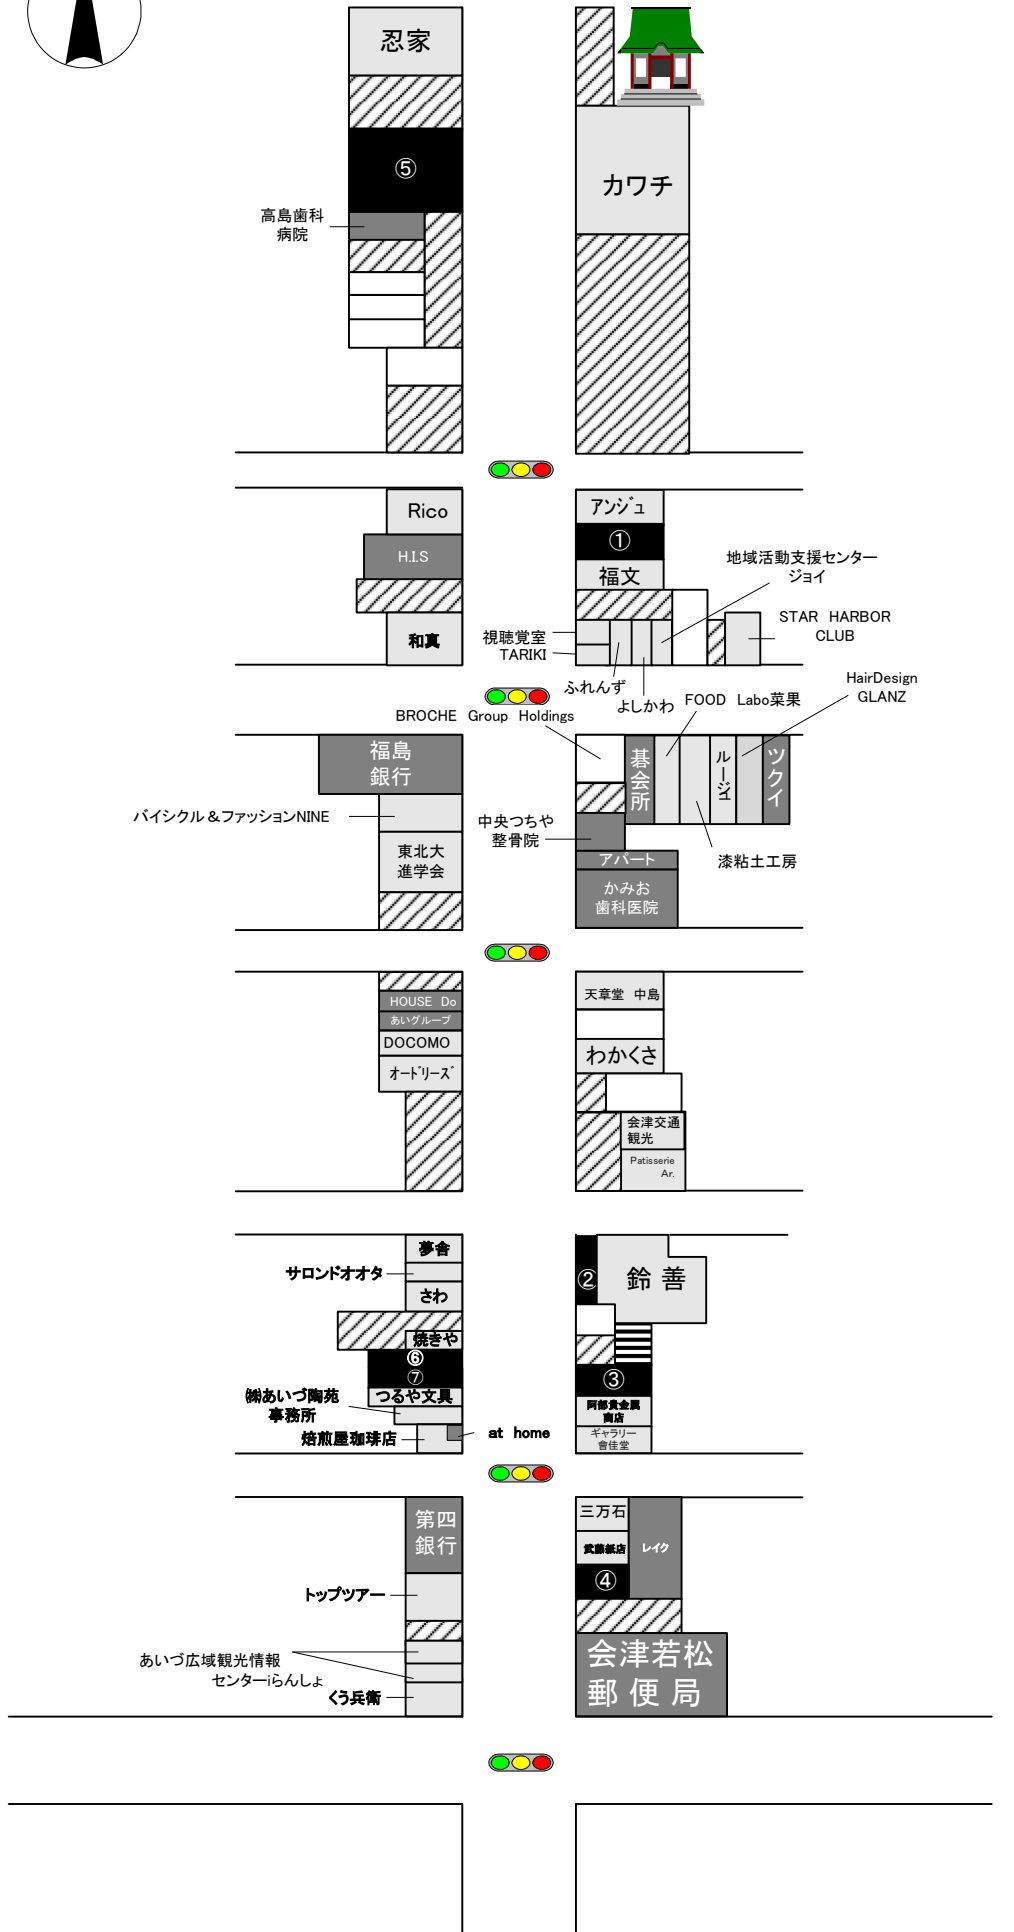 忍家
⑤
カワチ
高島歯科
病院
Rico
H.I.S
和真
アンジュ
①
福文
地域活動支援センター
ジョイ
視聴覚室
TARIKI
STAR HARBOR
CLUB
ふれんず
よしかわ
FOOD Labo菜果
HairDesign
GLANZ
BROCHE Group Holdings
福島
銀行
碁会所
ルージュ
ツクイ
バイシクル＆ファッションNINE
中央つちや
整骨院
東北大
進学会
アパート
漆粘土工房
かみお
歯科医院
HOUSE Do
あいグループ
DOCOMO
オードリーズ
天章堂 中島
わかくさ
会津交通
観光
Patisserie
Ar.
夢舎
サロンドオオタ
さわ
焼きや
⑥
⑦
つるや文具
㈱あいづ陶苑
事務所
焙煎屋珈琲店
at home
②
鈴善
③
阿部貴金属
商店
ギャラリー
會佳堂
第四
銀行
トップツアー
あいづ広域観光情報
センターiらんしょ
くう兵衛
三万石
武藤紙店
レイク
④
会津若松
郵便局